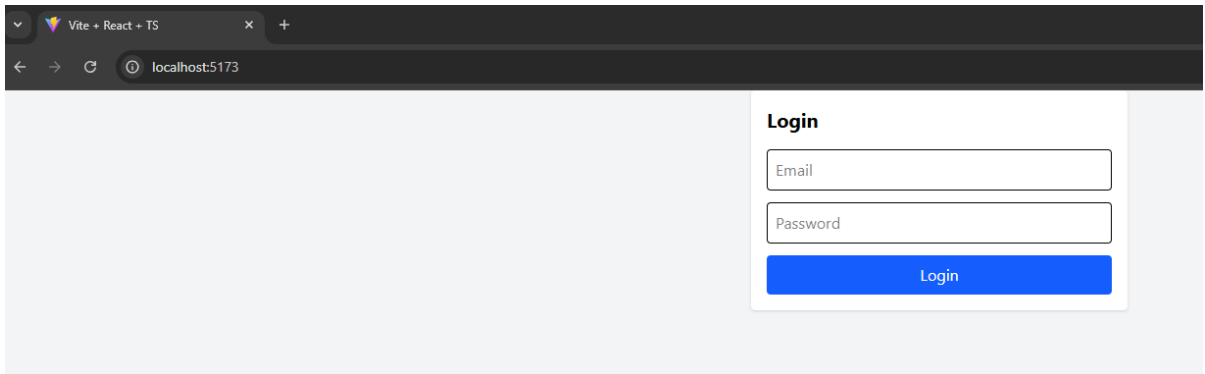 Vite + React + TS
localhost:5173
Login
Email
Password
Login